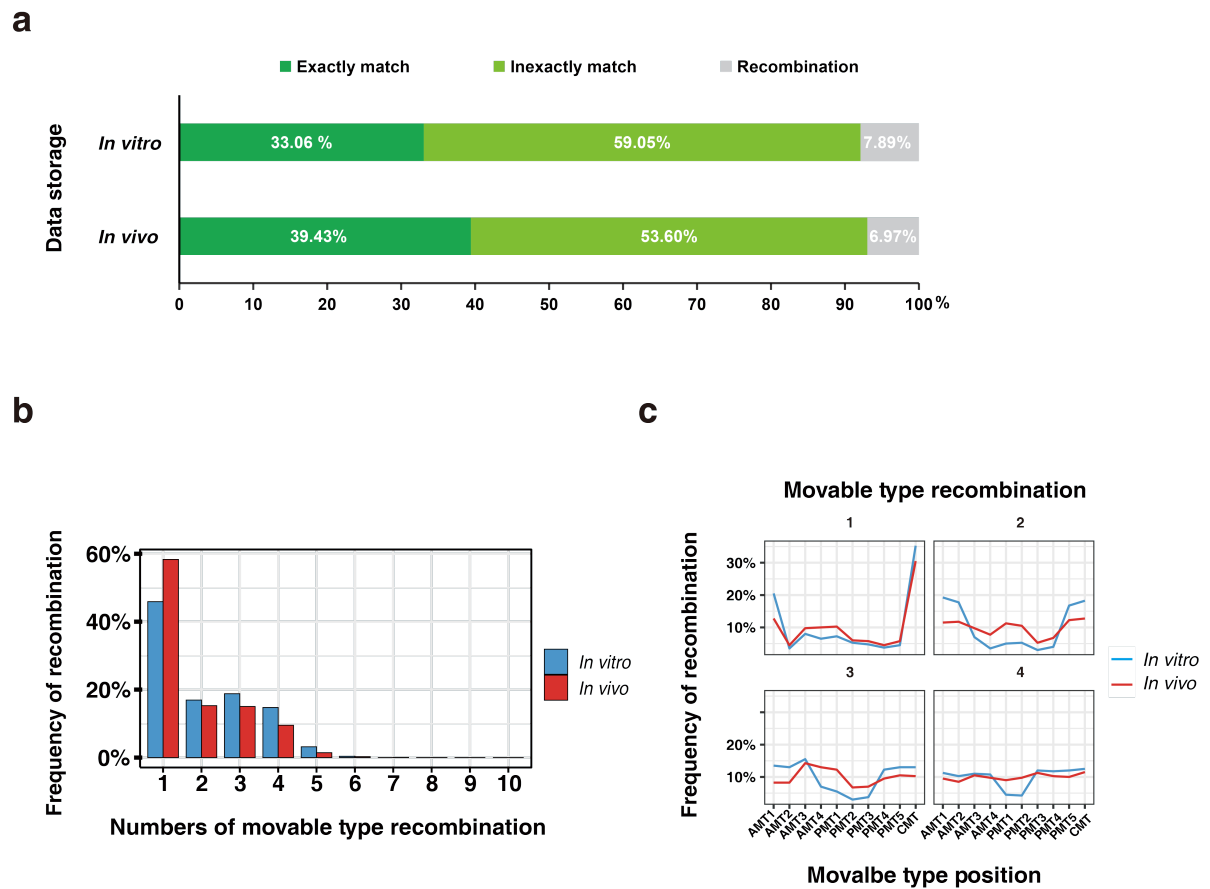 a
Exactly match
Inexactly match
Recombination
Data storage
In vitro
33.06 %
59.05%
7.89%
In vivo
39.43%
53.60%
6.97%
0 10 20 30 40 50 60 70 80 90 100 %
b
Frequency of recombination
60%
40%
20%
0%
1 2 3 4 5 6 7 8 9 10
Numbers of movable type recombination
In vitro
In vivo
c
Movable type recombination
1
2
Frequency of recombination
30%
20%
10%
3
4
20%
10%
AMT1 AMT2 AMT3 AMT4 PMT1 PMT2 PMT3 PMT4 PMT5 CMT
AMT1 AMT2 AMT3 AMT4 PMT1 PMT2 PMT3 PMT4 PMT5 CMT
Movalbe type position
In vitro
In vivo